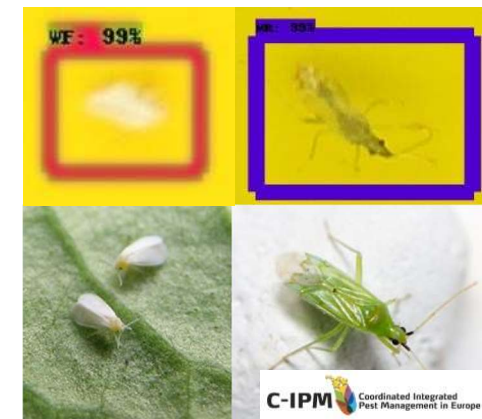 WF: 99%
C-IPM
Coordinated Integrated
Pest Management in Europe